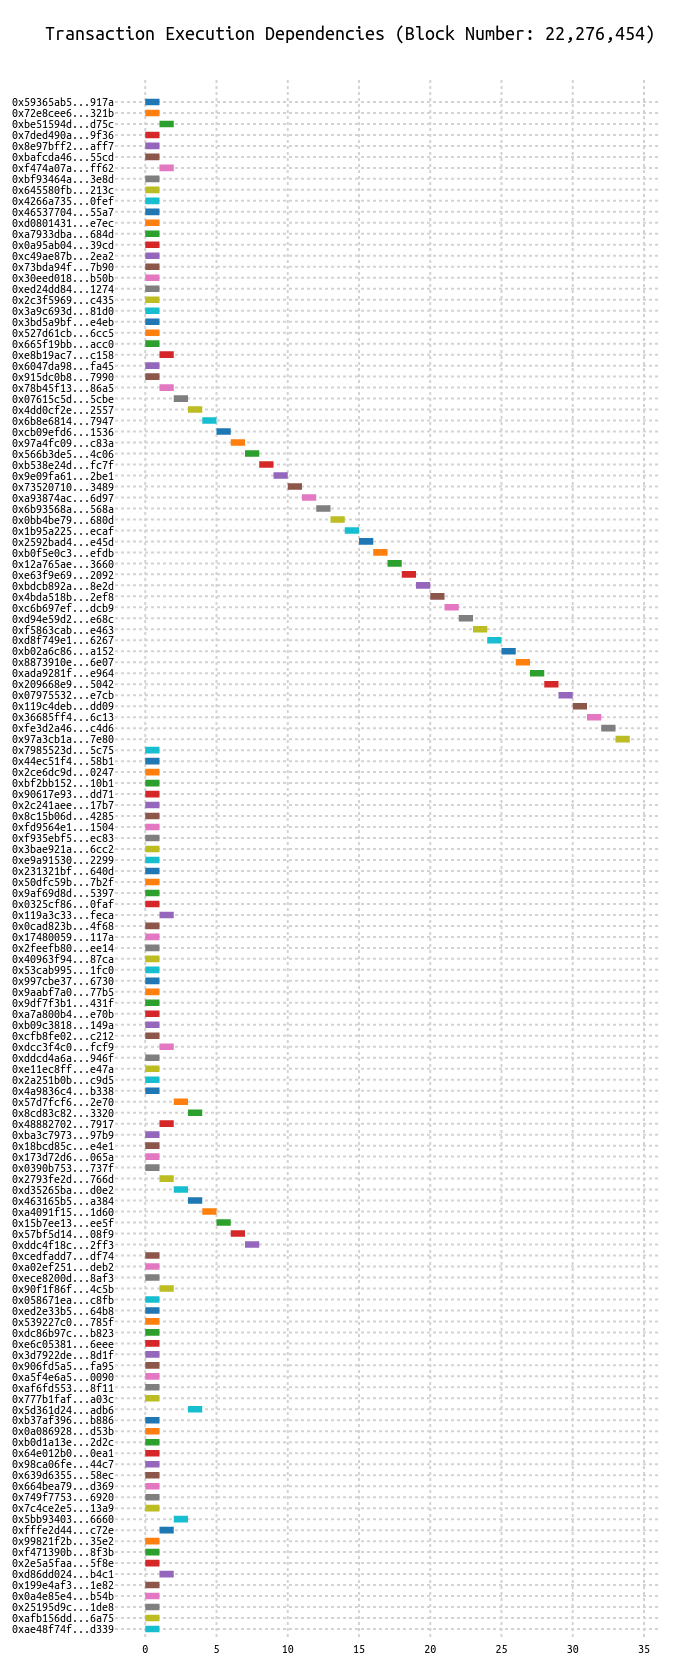 Transaction Execution Dependencies (Block Number: 22,276,454)
0x59365ab5...917a
0x72e8cee6...321b
0xbe51594d...d75c
0x7ded490a...9f36
0x8e97bff2...aff7
0xbafcda46...55cd
0xf474a07a...ff62
0xbf93464a...3e8d
0x645580fb...213c
0x4266a735...0fef
0x46537704...55a7
0xd0801431...e7ec
0xa7933dba...684d
0x0a95ab04...39cd
0xc49ae87b...2ea2
0x73bda94f...7b90
0x30eed018...b50b
0xed24dd84...1274
0x2c3f5969...c435
0x3a9c693d...81d0
0x3bd5a9bf...e4eb
0x527d61cb...6cc5
0x665f19bb...acc0
0xe8b19ac7...c158
0x6047da98...fa45
0x915dc0b8...7990
0x78b45f13...86a5
0x07615c5d...5cbe
0x4dd0cf2e...2557
0x6b8e6814...7947
0xcb09efd6...1536
0x97a4fc09...c83a
0x566b3de5...4c06
0xb538e24d...fc7f
0x9e09fa61...2be1
0x73520710...3489
0xa93874ac...6d97
0x6b93568a...568a
0x0bb4be79...680d
0x1b95a225...ecaf
0x2592bad4...e45d
0xb0f5e0c3...efdb
0x12a765ae...3660
0xe63f9e69...2092
0xbdcb892a...8e2d
0x4bda518b...2ef8
0xc6b697ef...dcb9
0xd94e59d2...e68c
0xf5863cab...e463
0xd8f749e1...6267
0xb02a6c86...a152
0x8873910e...6e07
0xada9281f...e964
0x209668e9...5042
0x07975532...e7cb
0x119c4deb...dd09
0x36685ff4...6c13
0xfe3d2a46...c4d6
0x97a3cb1a...7e80
0x7985523d...5c75
0x44ec51f4...58b1
0x2ce6dc9d...0247
0xbf2bb152...10b1
0x90617e93...dd71
0x2c241aee...17b7
0x8c15b06d...4285
0xfd9564e1...1504
0xf935ebf5...ec83
0x3bae921a...6cc2
0xe9a91530...2299
0x231321bf...640d
0x50dfc59b...7b2f
0x9af69d8d...5397
0x0325cf86...0faf
0x119a3c33...feca
0x0cad823b...4f68
0x17480059...117a
0x2feefb80...ee14
0x40963f94...87ca
0x53cab995...1fc0
0x997cbe37...6730
0x9aabf7a0...77b5
0x9df7f3b1...431f
0xa7a800b4...e70b
0xb09c3818...149a
0xcfb8fe02...c212
0xdcc3f4c0...fcf9
0xddcd4a6a...946f
0xe11ec8ff...e47a
0x2a251b0b...c9d5
0x4a9836c4...b338
0x57d7fcf6...2e70
0x8cd83c82...3320
0x48882702...7917
0xba3c7973...97b9
0x18bcd85c...e4e1
0x173d72d6...065a
0x0390b753...737f
0x2793fe2d...766d
0xd35265ba...d0e2
0x463165b5...a384
0xa4091f15...1d60
0x15b7ee13...ee5f
0x57bf5d14...08f9
0xddc4f18c...2ff3
0xcedfadd7...df74
0xa02ef251...deb2
0xece8200d...8af3
0x90f1f86f...4c5b
0x058671ea...c8fb
0xed2e33b5...64b8
0x539227c0...785f
0xdc86b97c...b823
0xe6c05381...6eee
0x3d7922de...8d1f
0x906fd5a5...fa95
0xa5f4e6a5...0090
0xaf6fd553...8f11
0x777b1faf...a03c
0x5d361d24...adb6
0xb37af396...b886
0x0a086928...d53b
0xb0d1a13e...2d2c
0x64e012b0...0ea1
0x98ca06fe...44c7
0x639d6355...58ec
0x664bea79...d369
0x749f7753...6920
0x7c4ce2e5...13a9
0x5bb93403...6660
0xfffe2d44...c72e
0x99821f2b...35e2
0xf471390b...8f3b
0x2e5a5faa...5f8e
0xd86dd024...b4c1
0x199e4af3...1e82
0x0a4e85e4...b54b
0x25195d9c...1de8
0xafb156dd...6a75
0xae48f74f...d339
0 5 10 15 20 25 30 35